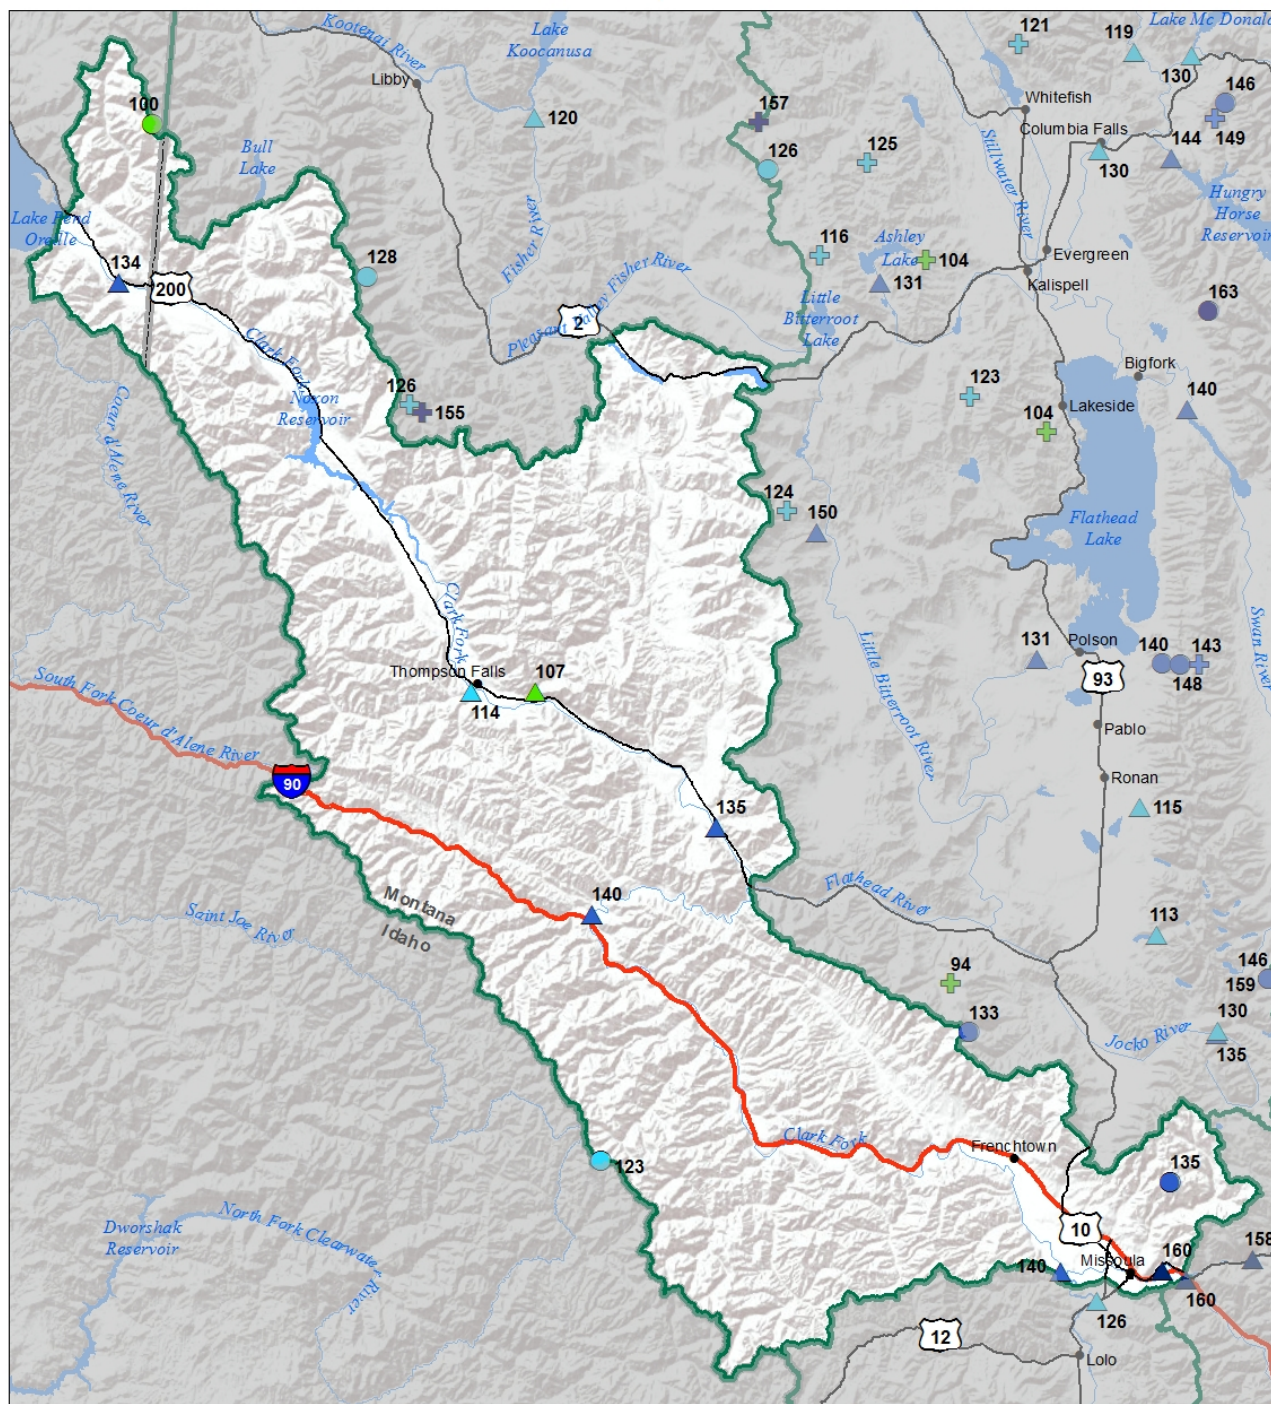 Kootenai River
Lake
Koocanusa
Libby
120
Bull
Lake
100
Lake Pend
Oreille
134
200
128
Fisher River
Pleasant Valley Fisher River
2
157
126
125
116
121
119
Lake Mc Donald
130
146
149
Whitefish
Columbia Falls
130
144
Stillwater River
Hungry
Horse
Reservoir
Ashley
Lake
104
131
Evergreen
Kalispell
163
Little
Bitterroot
Lake
Clark Fork
Noxon
Reservoir
126
155
Coeur d'Alene River
123
104
Bigfork
Lakeside
140
124
150
Flathead
Lake
Clark Fork
Thompson Falls
114
107
Little Bitterroot River
131
Polson
140
148
143
93
Swan River
Pablo
Ronan
115
South Fork Coeur d'Alene River
90
135
Montana
Idaho
140
Saint Joe River
Flathead River
113
94
133
146
159
130
135
Jocko River
Clark Fork
Frenchtown
123
135
10
Missoula
160
160
158
140
126
Dworshak
Reservoir
North Fork Clearwater
River
12
Lolo